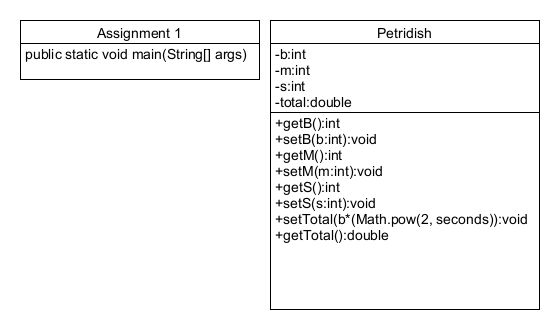 Assignment 1
public static void main(String[] args)
Petridish
-b:int
-m:int
-s:int
-total:double
+getB():int
+setB(b:int):void
+getM():int
+setM(m:int):void
+getS():int
+setS(s:int):void
+setTotal(b*(Math.pow(2, seconds)):void
+getTotal():double